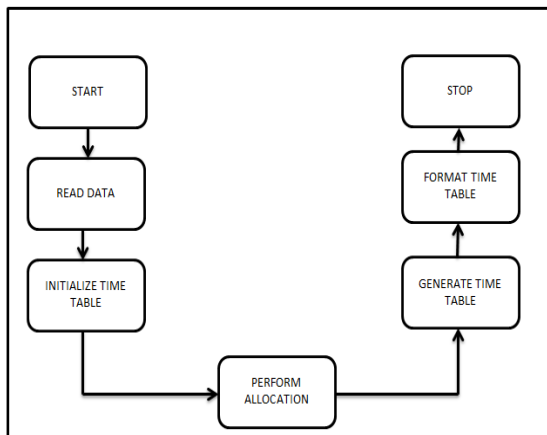 START
READ DATA
INITIALIZE TIME
TABLE
PERFORM
ALLOCATION
GENERATE TIME
TABLE
FORMAT TIME
TABLE
STOP